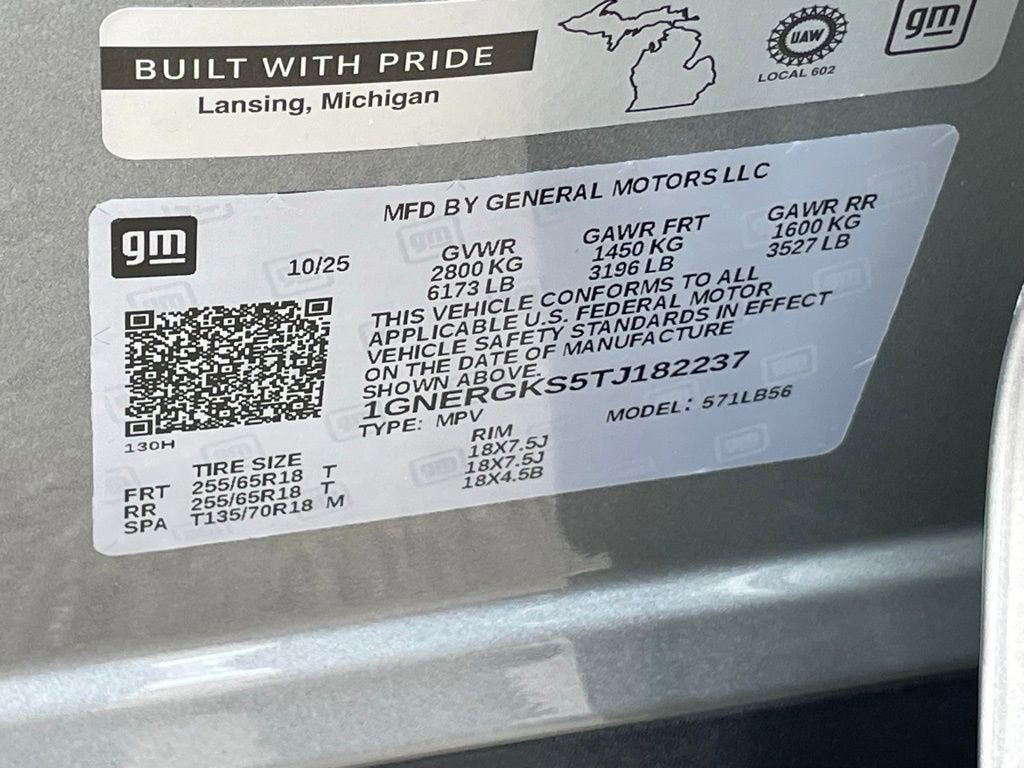 BUILT WITH PRIDE
Lansing, Michigan
UAW
LOCAL 602
gm
MFD BY GENERAL MOTORS LLC
gm
10/25
GVWR
2800 KG
6173 LB
GAWR FRT
1450 KG
3196 LB
GAWR RR
1600 KG
3527 LB
THIS VEHICLE CONFORMS TO ALL
APPLICABLE U.S. FEDERAL MOTOR
VEHICLE SAFETY STANDARDS IN EFFECT
ON THE DATE OF MANUFACTURE
SHOWN ABOVE.
1GNERGKS5TJ182237
TYPE: MPV MODEL: 571LB56
130H
TIRE SIZE RIM
FRT 255/65R18 T 18X7.5J
RR 255/65R18 T 18X7.5J
SPA T135/70R18 M 18X4.5B